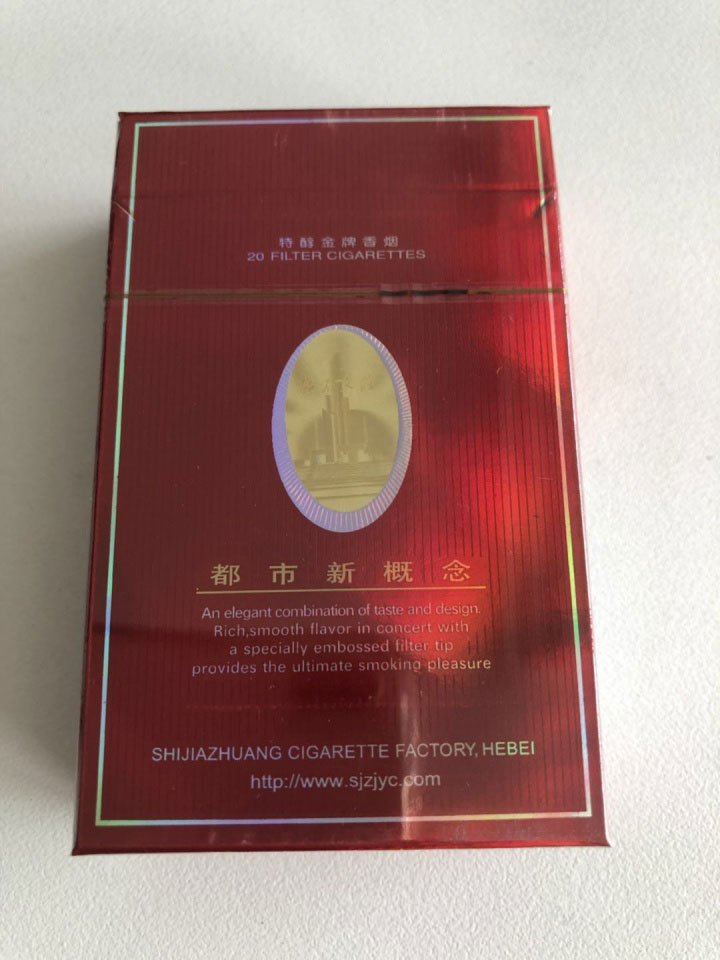 特醇金牌香烟
20 FILTER CIGARETTES
都市新概念
An elegant combination of taste and design.
Rich,smooth flavor in concert with
a specially embossed filter tip
provides the ultimate smoking pleasure
SHIJIAZHUANG CIGARETTE FACTORY, HEBEI
http://www.sjzjyc.com